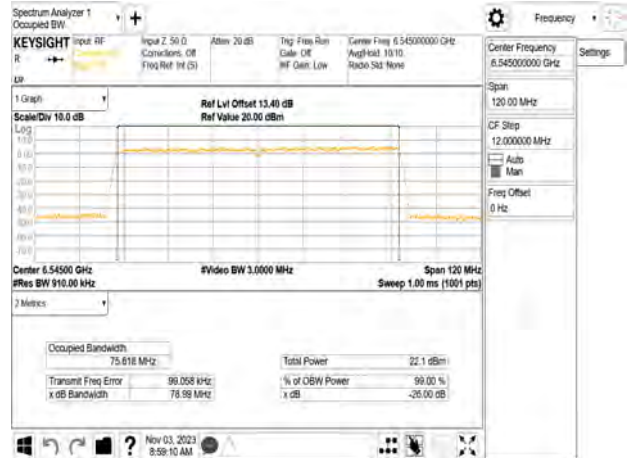 Spectrum Analyzer 1
Occupied BW
+
Frequency
KEYSIGHT Input: RF
Input Z: 50 Ω
Corrections: Off
Freq Ref: Int (S)
Atten: 20 dB
Trig: Free Run
Gate: Off
#IF Gain: Low
Center Freq: 6.545000000 GHz
Avg|Hold: 10/10
Radio Std: None
Center Frequency
6.545000000 GHz
Settings
Span
120.00 MHz
CF Step
12.000000 MHz
Auto
Man
Freq Offset
0 Hz
1 Graph
Scale/Div 10.0 dB
Ref Lvl Offset 13.40 dB
Ref Value 20.00 dBm
Log
Center 6.54500 GHz
#Res BW 910.00 kHz
#Video BW 3.0000 MHz
Span 120 MHz
Sweep 1.00 ms (1001 pts)
2 Metrics
Occupied Bandwidth
75.618 MHz
Total Power 22.1 dBm
Transmit Freq Error 99.058 kHz
% of OBW Power 99.00 %
x dB Bandwidth 78.99 MHz
x dB -26.00 dB
?
Nov 03, 2023
8:59:10 AM